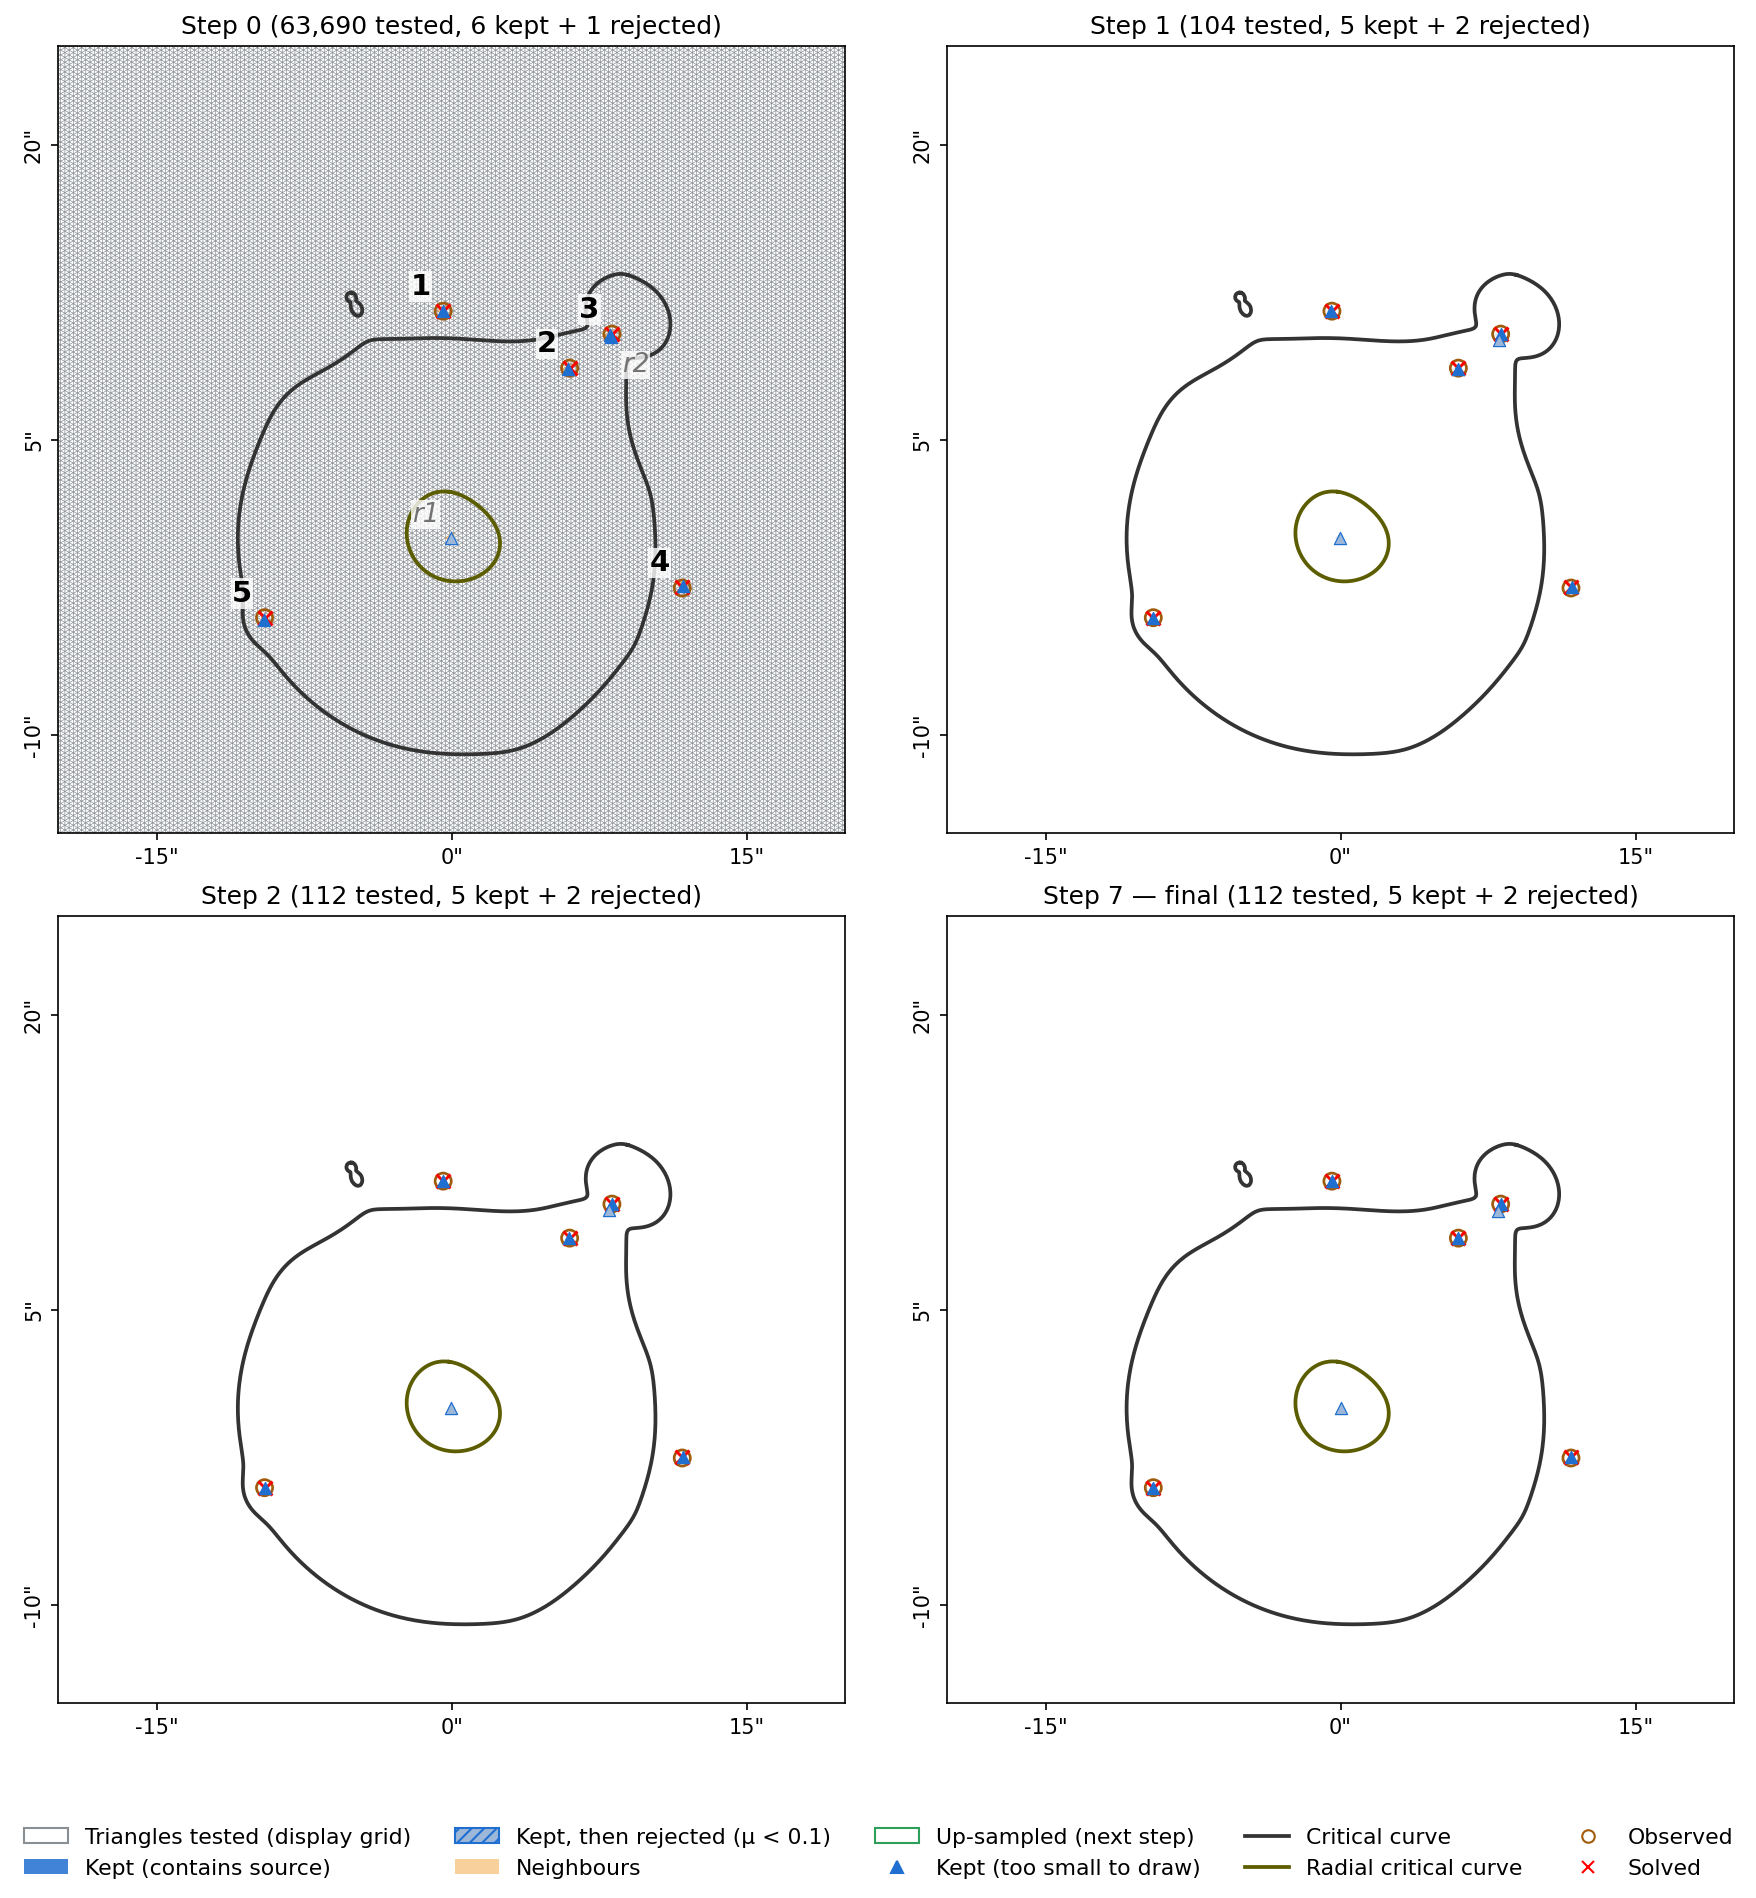 Step 0 (63,690 tested, 6 kept + 1 rejected)
Step 1 (104 tested, 5 kept + 2 rejected)
20"
5"
-10"
1
2
3
r2
r1
4
5
-15"
0"
15"
20"
5"
-10"
-15"
0"
15"
Step 2 (112 tested, 5 kept + 2 rejected)
Step 7 — final (112 tested, 5 kept + 2 rejected)
20"
5"
-10"
-15"
0"
15"
20"
5"
-10"
-15"
0"
15"
Triangles tested (display grid)
Kept (contains source)
Kept, then rejected (μ < 0.1)
Neighbours
Up-sampled (next step)
Kept (too small to draw)
Critical curve
Radial critical curve
Observed
Solved